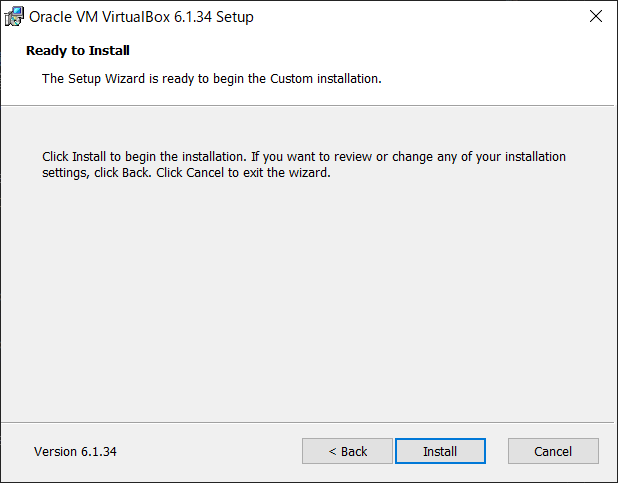 Oracle VM VirtualBox 6.1.34 Setup
Ready to Install
The Setup Wizard is ready to begin the Custom installation.
Click Install to begin the installation. If you want to review or change any of your installation
settings, click Back. Click Cancel to exit the wizard.
Version 6.1.34
< Back
Install
Cancel